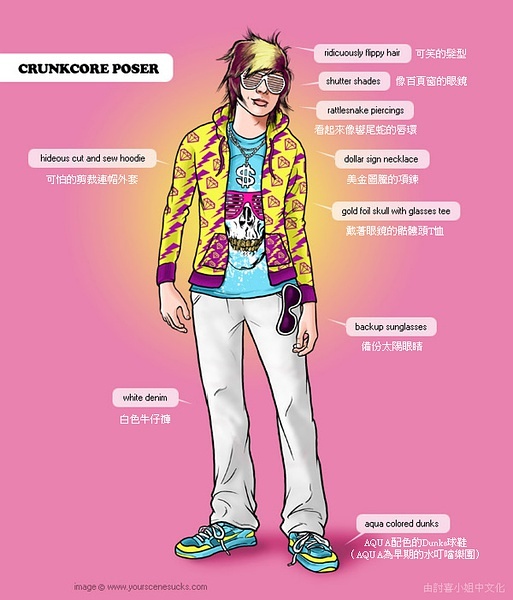 CRUNKCORE POSER
ridicuously flippy hair
可笑的髮型
shutter shades
像百頁窗的眼鏡
rattlesnake piercings
看起來像響尾蛇的唇環
hideous cut and sew hoodie
可怕的剪裁連帽外套
dollar sign necklace
美金圖騰的項鍊
$
gold foil skull with glasses tee
戴著眼鏡的骷髏頭T恤
backup sunglasses
備份太陽眼睛
white denim
白色牛仔褲
aqua colored dunks
AQUA配色的Dunks球鞋
(AQUA為早期的水叮噹樂團)
image © www.yourscenesucks.com
由討喜小姐中文化